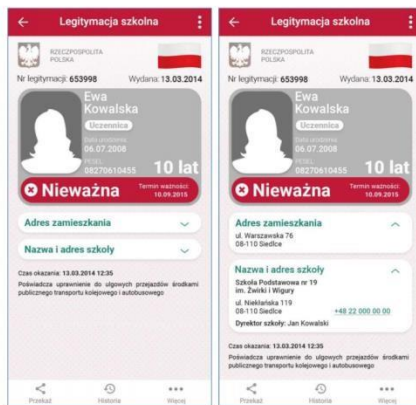 Legitymacja szkolna
RZECZPOSPOLITA
POLSKA
Nr legitymacji: 653998 Wydana: 13.03.2014
Ewa
Kowalska
Uczennica
Data urodzenia
06.07.2008
PESEL
08270610455
10 lat
Nieważna
Termin ważności:
10.09.2015
Adres zamieszkania
Nazwa i adres szkoły
Czas okazania: 13.03.2014 12:35
Poświadcza uprawnienie do ulgowych przejazdów środkami
publicznego transportu kolejowego i autobusowego
Przekaż Historia Więcej
Legitymacja szkolna
RZECZPOSPOLITA
POLSKA
Nr legitymacji: 653998 Wydana: 13.03.2014
Ewa
Kowalska
Uczennica
Data urodzenia
06.07.2008
PESEL
08270610455
10 lat
Nieważna
Termin ważności:
10.09.2015
Adres zamieszkania
ul. Warszawska 76
08-110 Siedlce
Nazwa i adres szkoły
Szkoła Podstawowa nr 19
im. Żwirki i Wigury
ul. Niekłańska 119
08-110 Siedlce +48 22 000 00 00
Dyrektor szkoły: Jan Kowalski
Czas okazania: 13.03.2014 12:35
Poświadcza uprawnienie do ulgowych przejazdów środkami
publicznego transportu kolejowego i autobusowego
Przekaż Historia Więcej